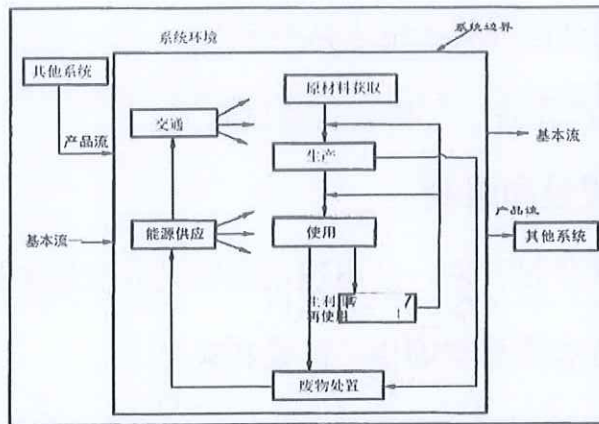 系统环境
系统边界
其他系统
原材料获取
交通
产品流
基本流
生产
产品流
基本流
能源供应
使用
其他系统
再使用
废物处置